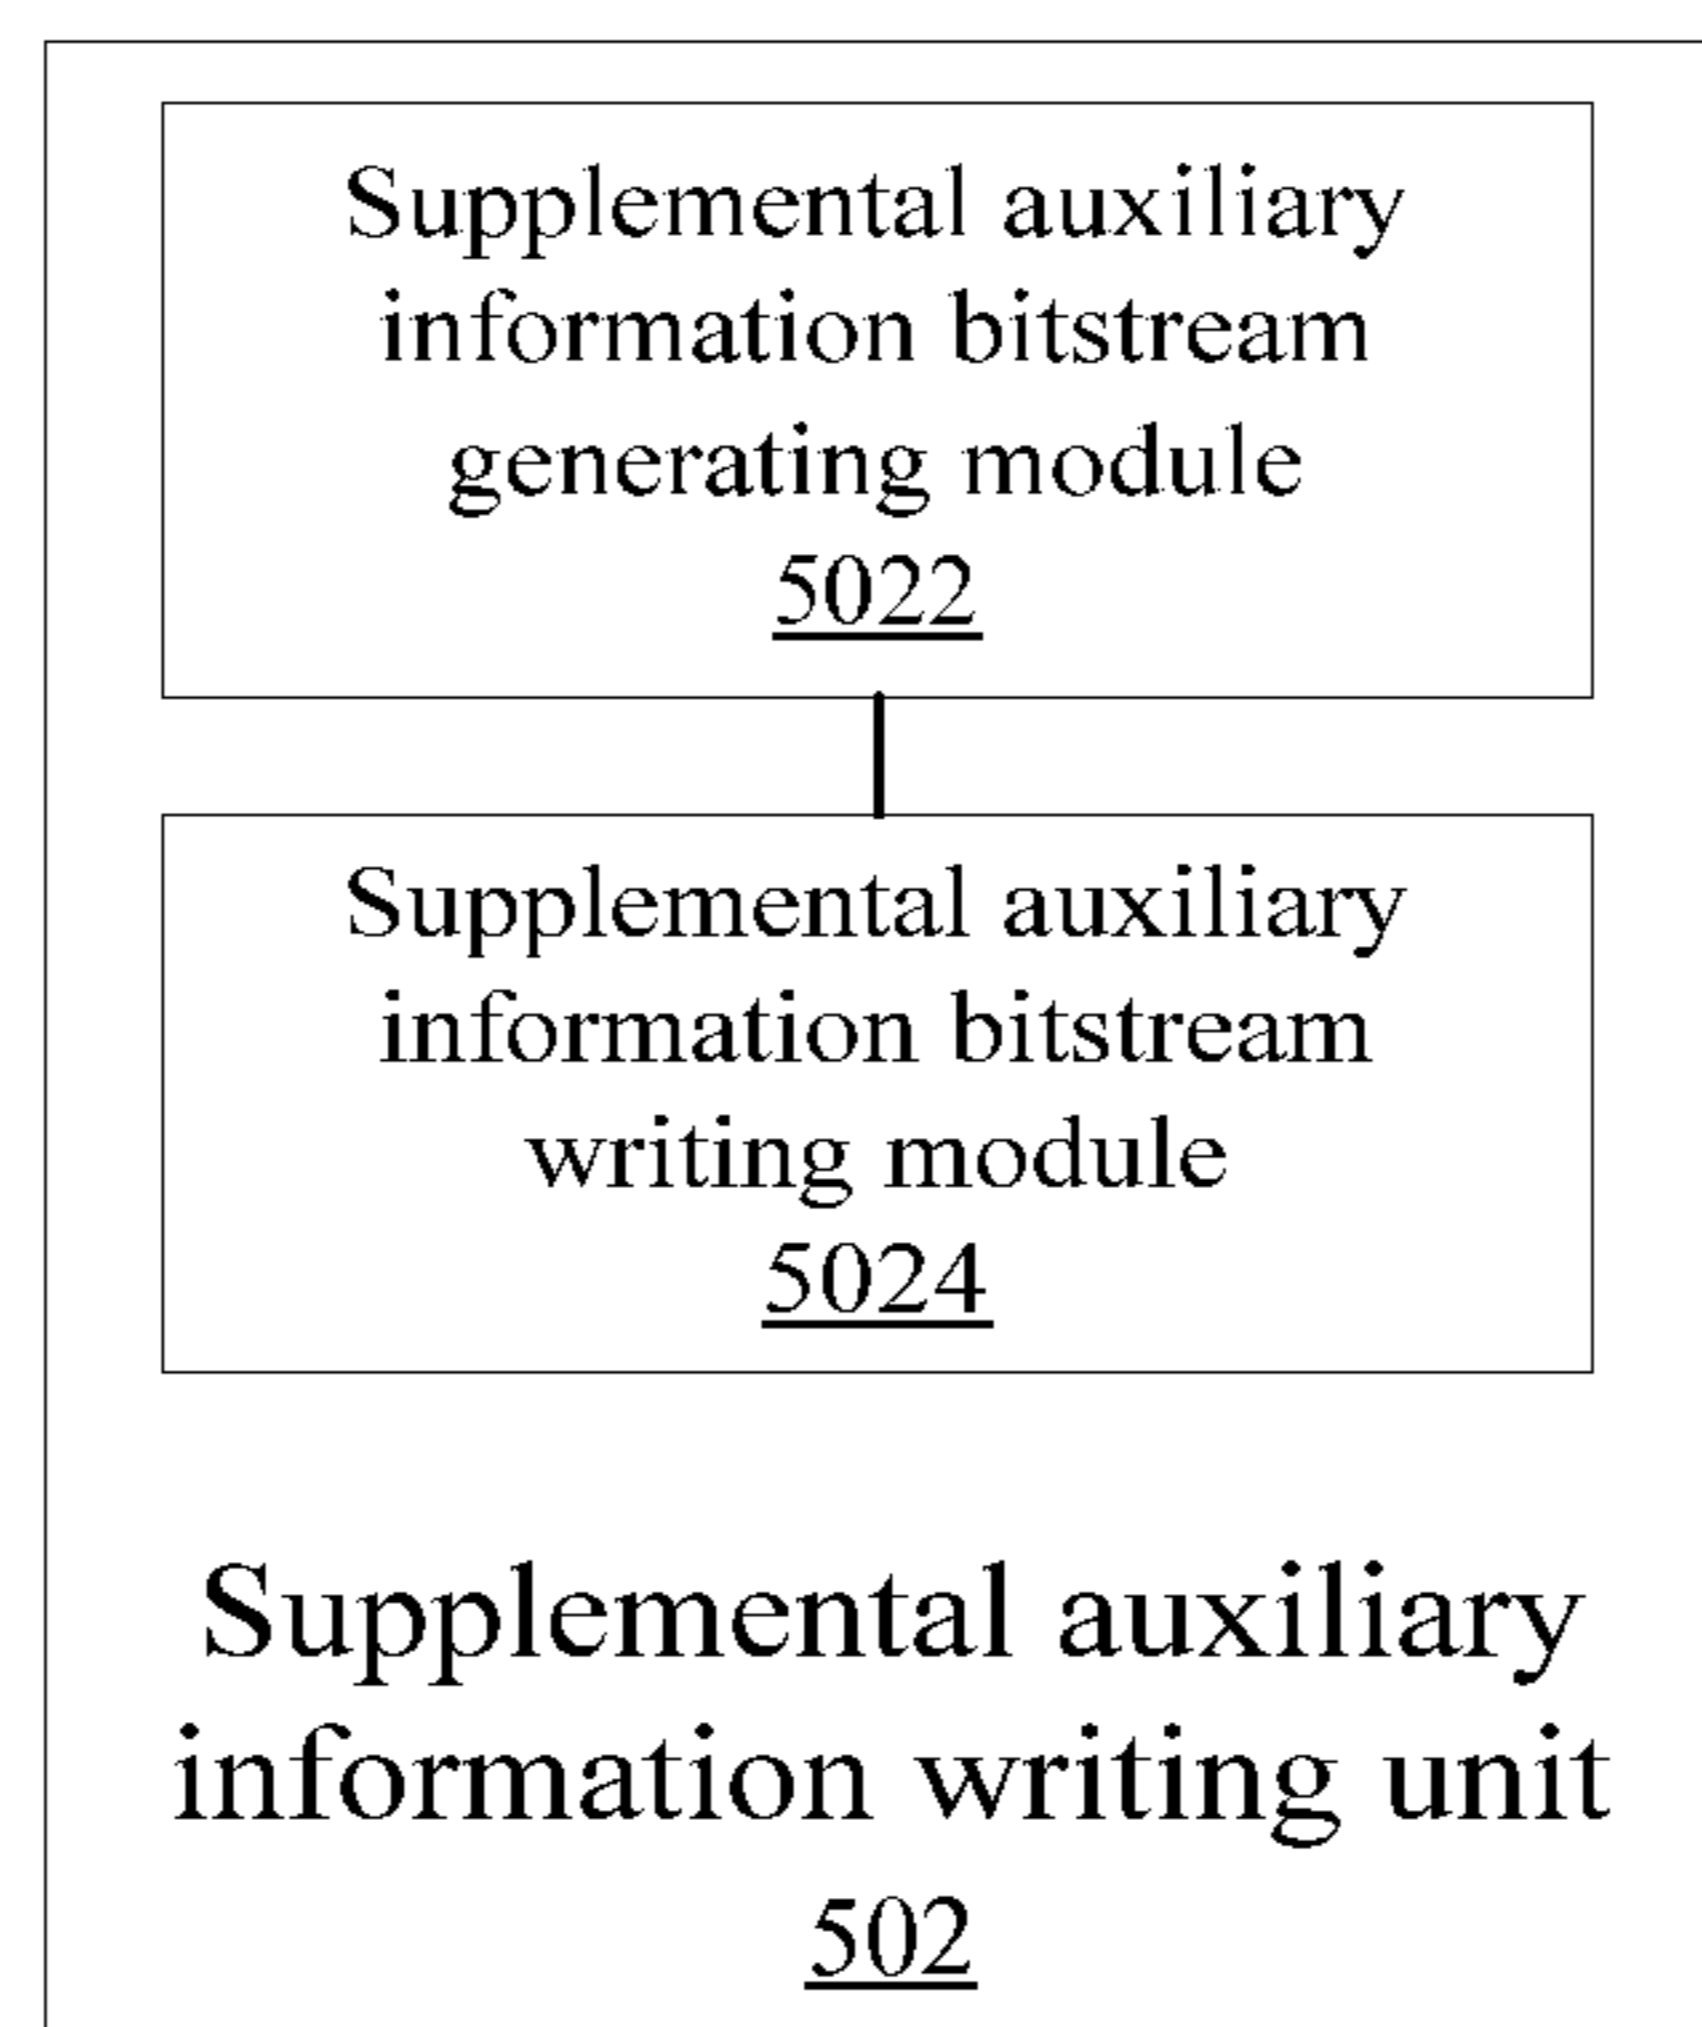 Supplemental auxiliary
information bitstream
generating module
5022
Supplemental auxiliary
information bitstream
writing module
5024
Supplemental auxiliary
information writing unit
502